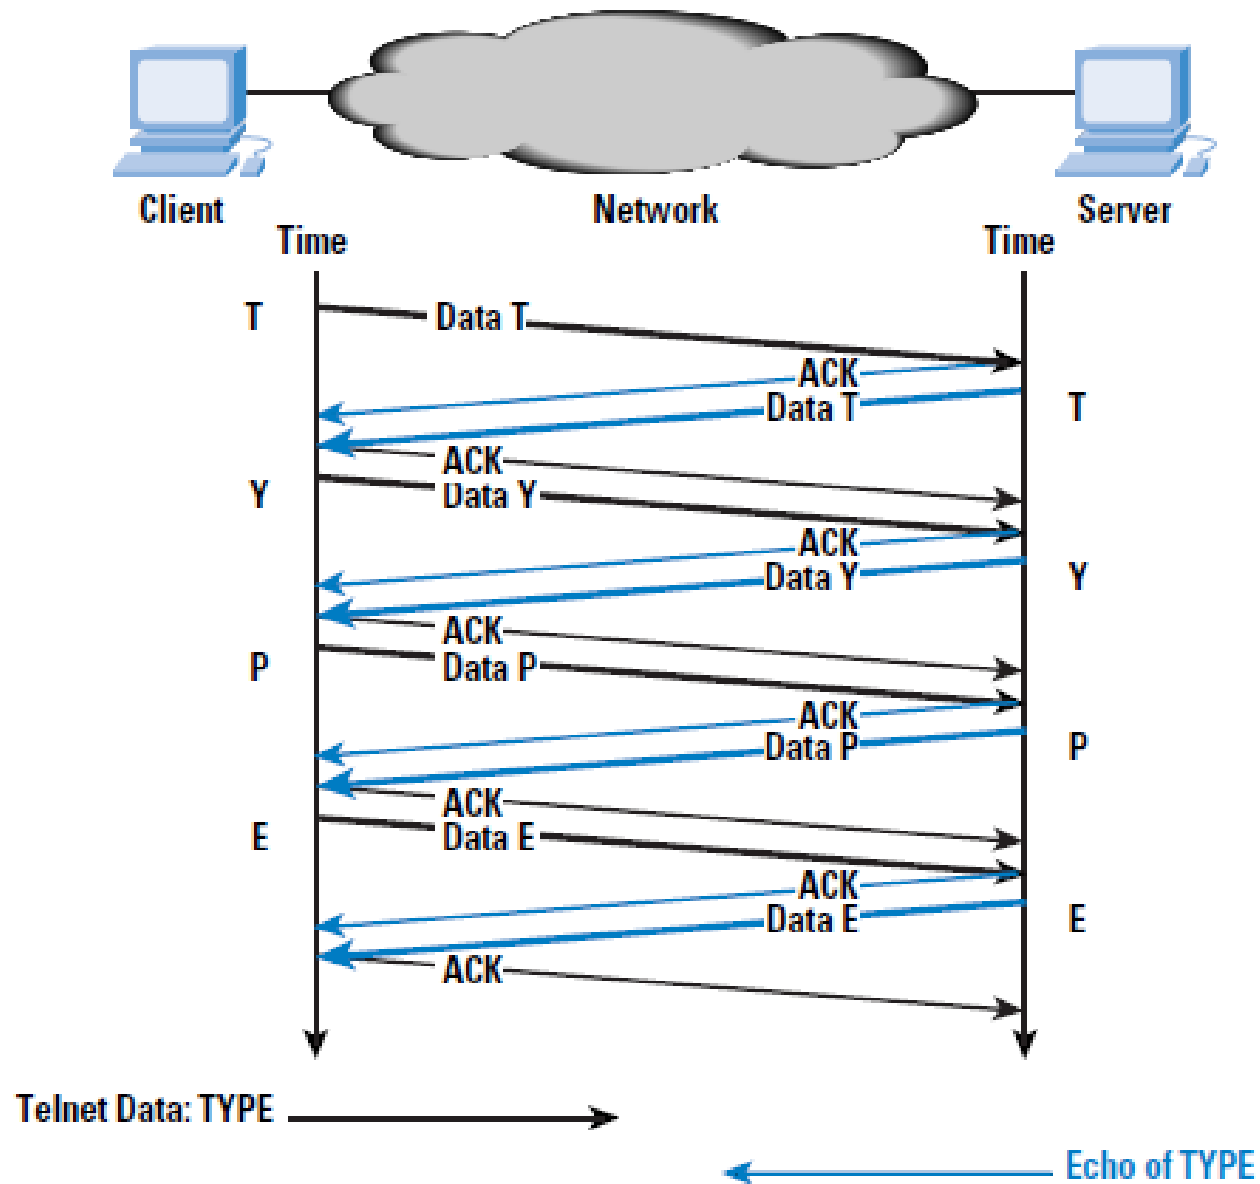 Client
Network
Server
Time
Time
T
Data T
ACK
Data T
T
ACK
Y
Data Y
ACK
Data Y
Y
ACK
P
Data P
ACK
Data P
P
ACK
E
Data E
ACK
Data E
E
ACK
Telnet Data: TYPE
Echo of TYPE